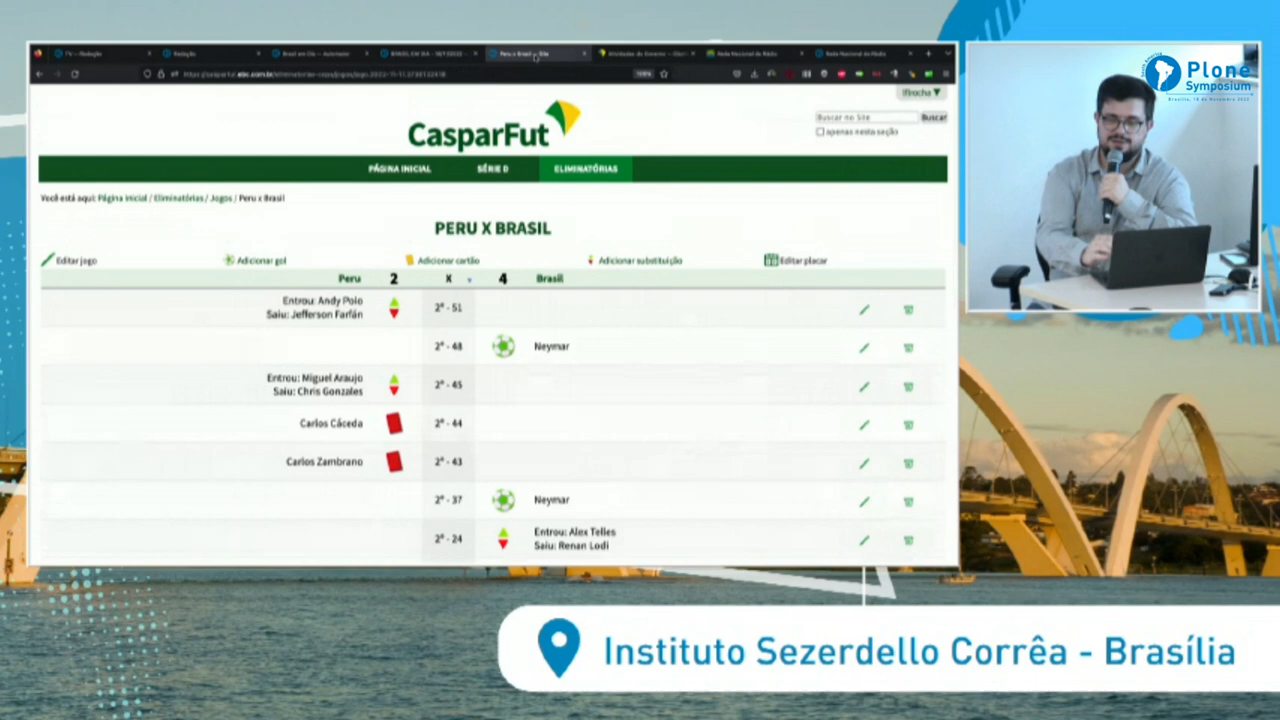 Peru x Brasil — Site
lfrocha ▼
CasparFut
Buscar no Site
Buscar
apenas nesta seção
PÁGINA INICIAL SÉRIE D ELIMINATÓRIAS
Você está aqui: Página Inicial / Eliminatórias / Jogos / Peru x Brasil
PERU X BRASIL
Editar jogo Adicionar gol Adicionar cartão Adicionar substituição Editar placar
Peru 2 X 4 Brasil
Entrou: Andy Polo
Saiu: Jefferson Farfán
2º - 51
2º - 48 Neymar
Entrou: Miguel Araujo
Saiu: Chris Gonzales
2º - 45
Carlos Cáceda 2º - 44
Carlos Zambrano 2º - 43
2º - 37 Neymar
2º - 24
Entrou: Alex Telles
Saiu: Renan Lodi
Plone
Symposium
Instituto Sezerdello Corrêa - Brasília